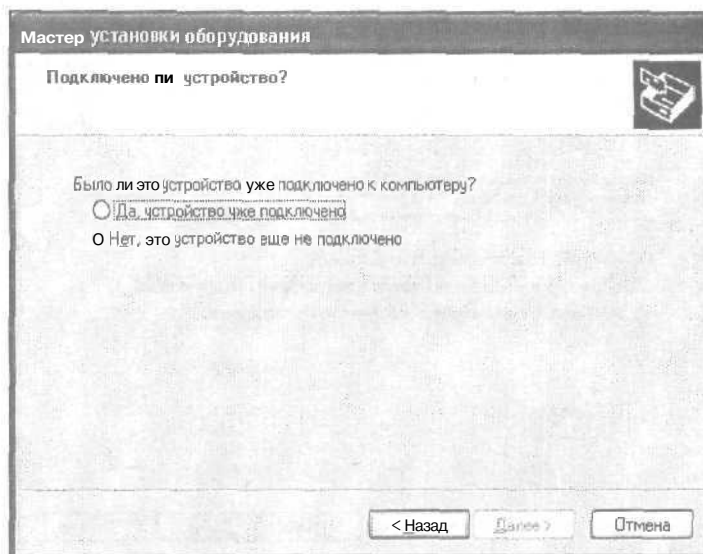 Мастер установки оборудования
Подключено пи устройство?
Было ли это устройство уже подключено к компьютеру?
О Да, устройство уже подключено
О Нет, это устройство еще не подключено
< Назад Далее > Отмена